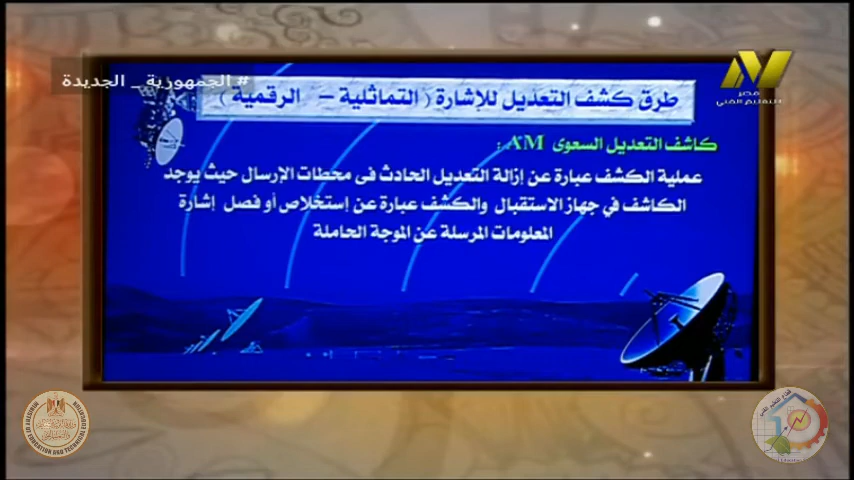 # الجمهورية _ الجديدة
مصر
التعليم الفني
طرق كشف التعديل للإشارة ( التماثلية – الرقمية )
كاشف التعديل السعوى AM :
عملية الكشف عبارة عن إزالة التعديل الحادث فى محطات الإرسال حيث يوجد
الكاشف في جهاز الاستقبال والكشف عبارة عن إستخلاص أو فصل إشارة
المعلومات المرسلة عن الموجة الحاملة